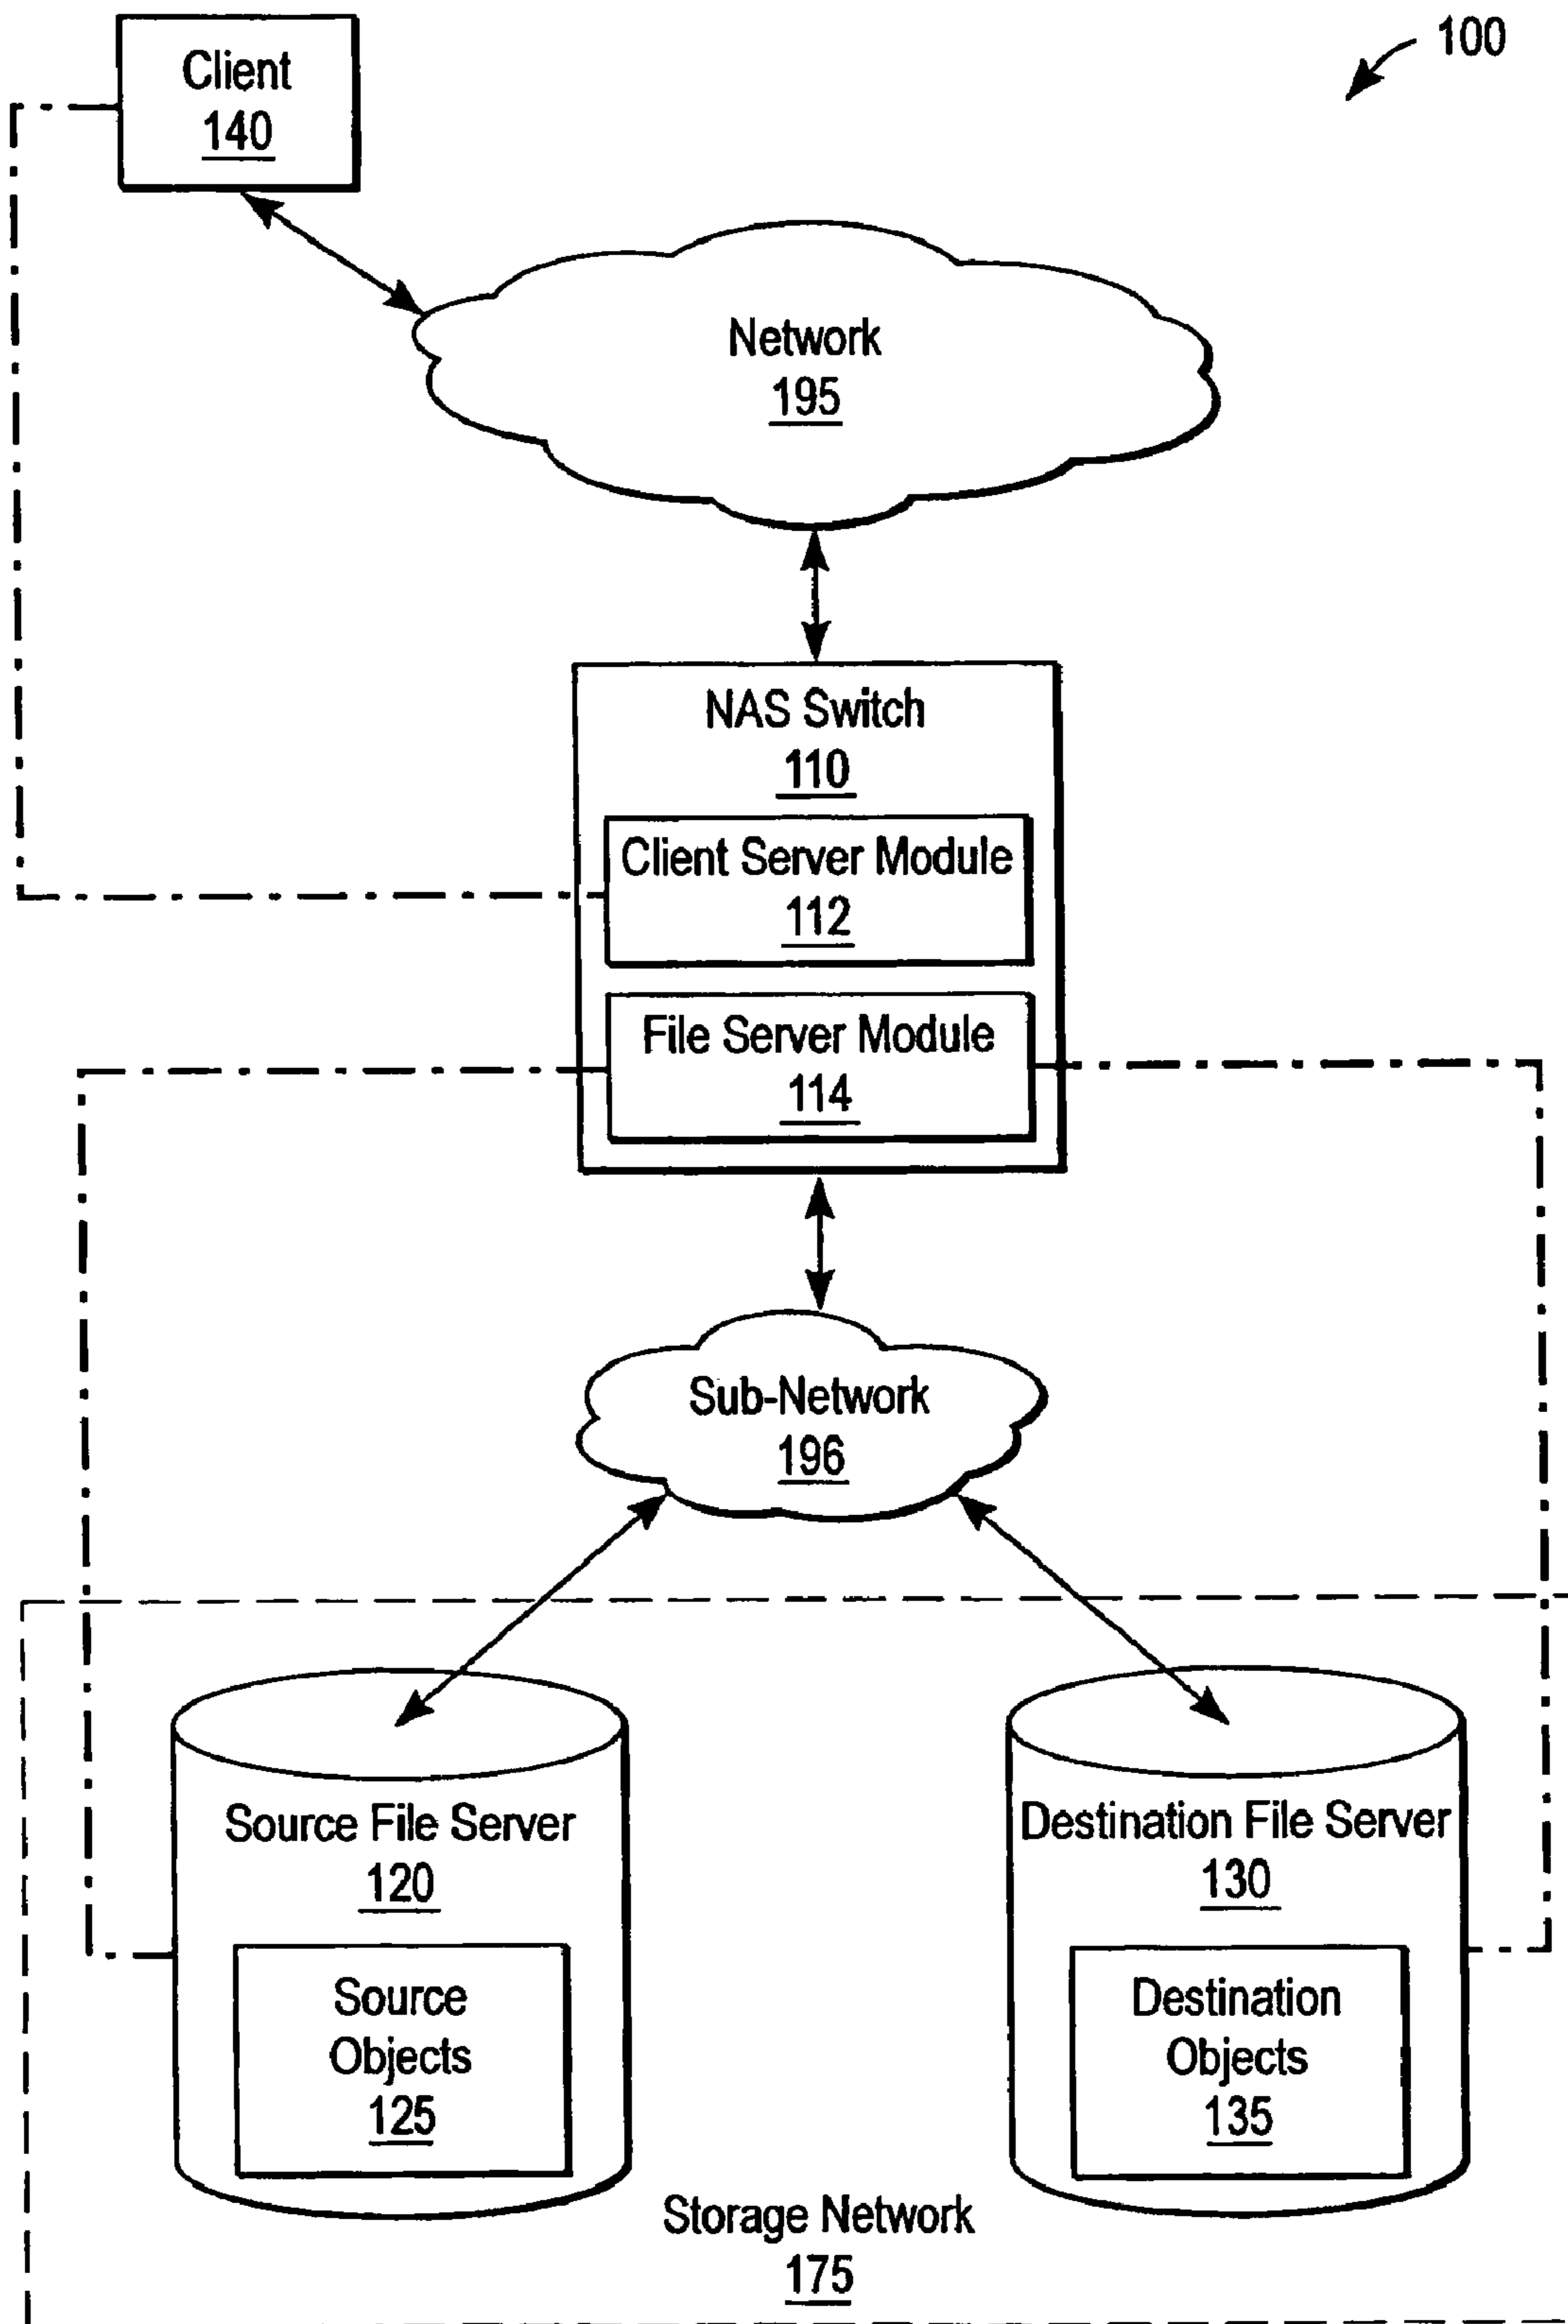 100
Client
140
Network
195
NAS Switch
110
Client Server Module
112
File Server Module
114
Sub-Network
196
Source File Server
120
Destination File Server
130
Source
Objects
125
Destination
Objects
135
Storage Network
175